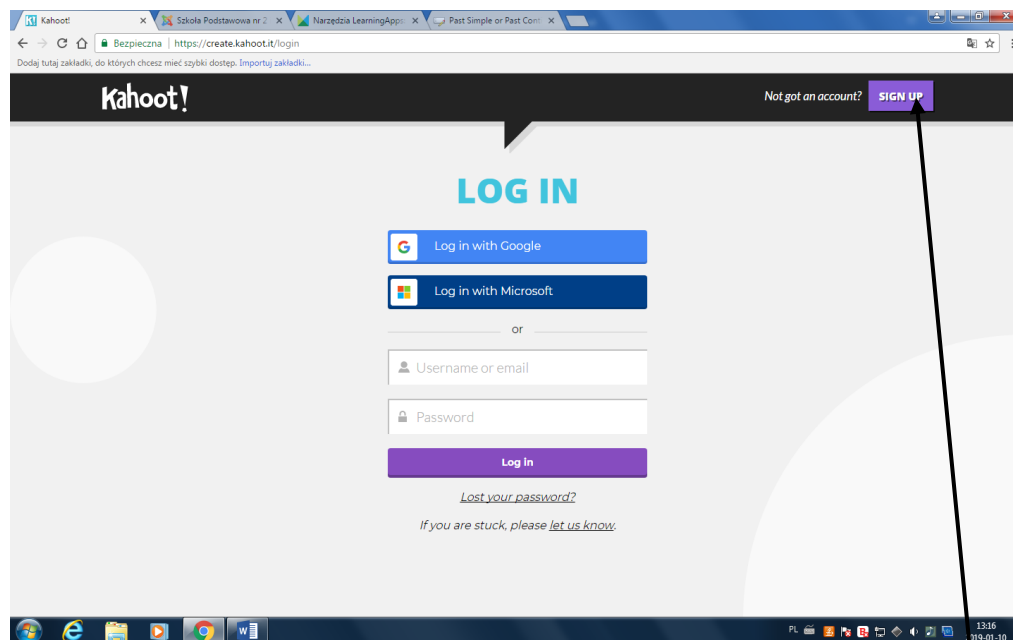 Kahoot!
Szkoła Podstawowa nr 2
Narzędzia LearningApps
Past Simple or Past Cont
Bezpieczna | https://create.kahoot.it/login
Dodaj tutaj zakładki, do których chcesz mieć szybki dostęp. Importuj zakładki...
Kahoot!
Not got an account?
SIGN UP
LOG IN
Log in with Google
Log in with Microsoft
or
Username or email
Password
Log in
Lost your password?
If you are stuck, please let us know.
PL
13:16
2019-01-10